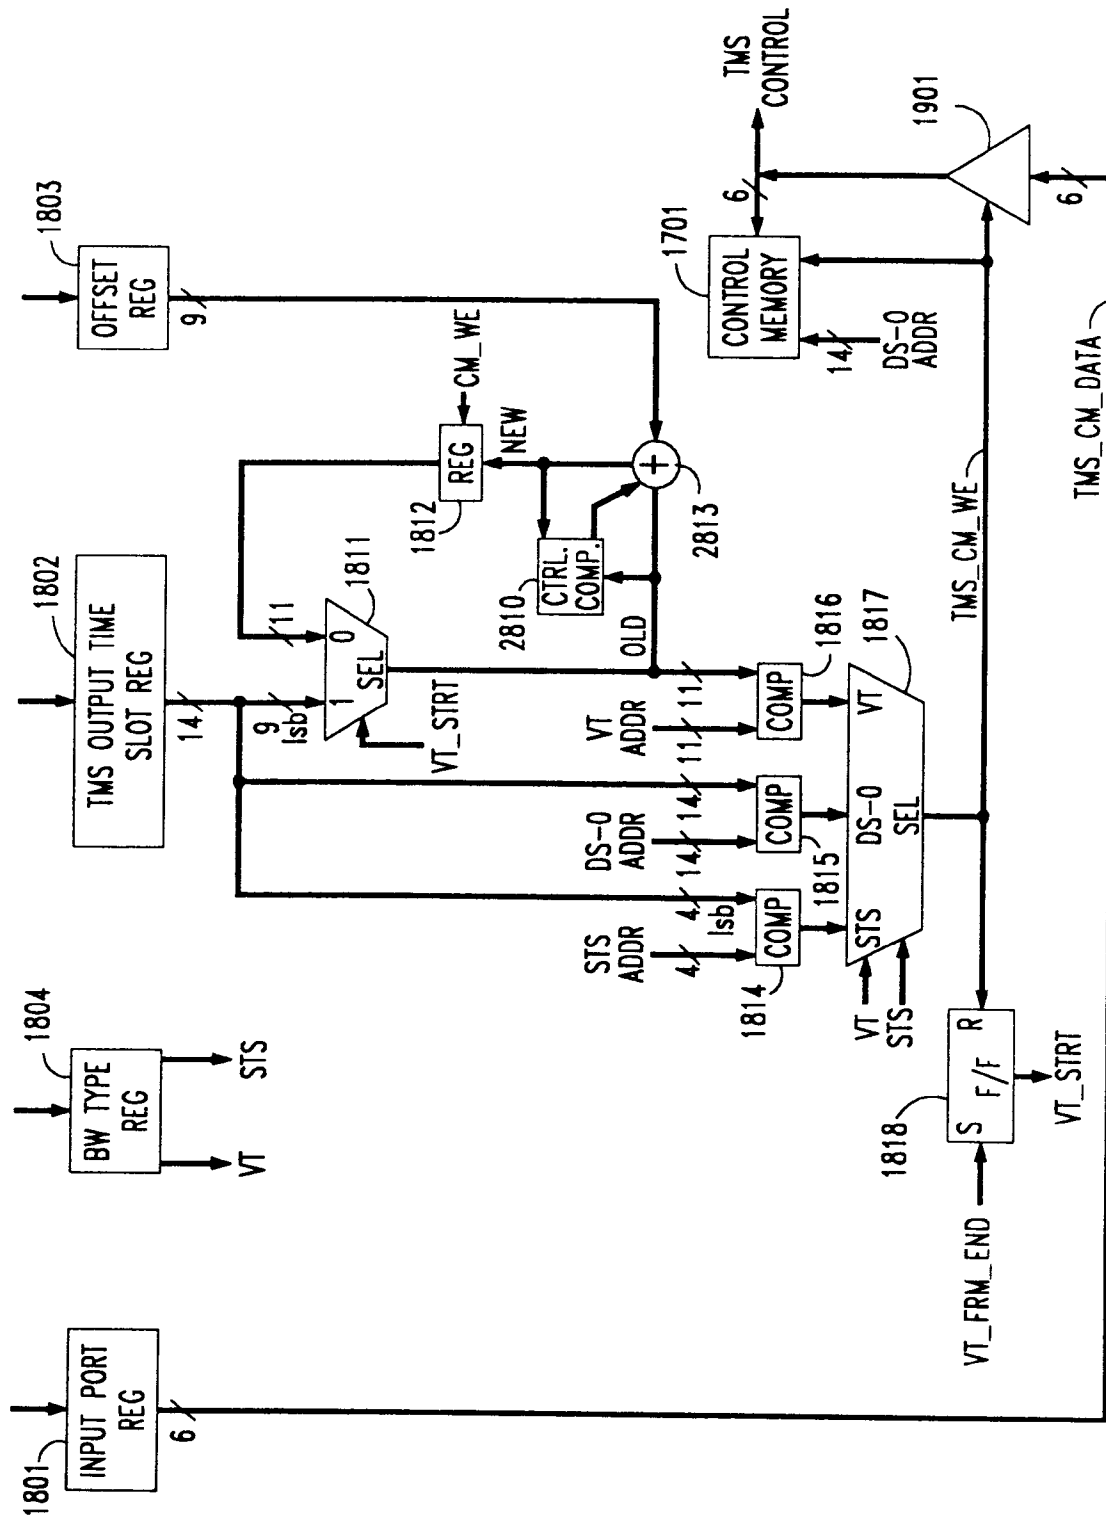 1801
INPUT PORT
REG
6
1804
BW TYPE
REG
VT
STS
1802
TMS OUTPUT TIME
SLOT REG
14
1803
OFFSET
REG
9
9
lsb
11
1
0
SEL
1811
VT_STRT
1812
REG
CM_WE
NEW
2810
CTRL.
COMP.
+
2813
OLD
STS
ADDR
4
4
lsb
COMP
1814
DS-0
ADDR
14
14
COMP
1815
VT
ADDR
11
11
COMP
1816
STS
DS-0
VT
SEL
1817
VT
STS
1818
S
R
F/F
VT_FRM_END
VT_STRT
1701
CONTROL
MEMORY
6
TMS
CONTROL
14
DS-0
ADDR
1901
6
TMS_CM_WE
TMS_CM_DATA